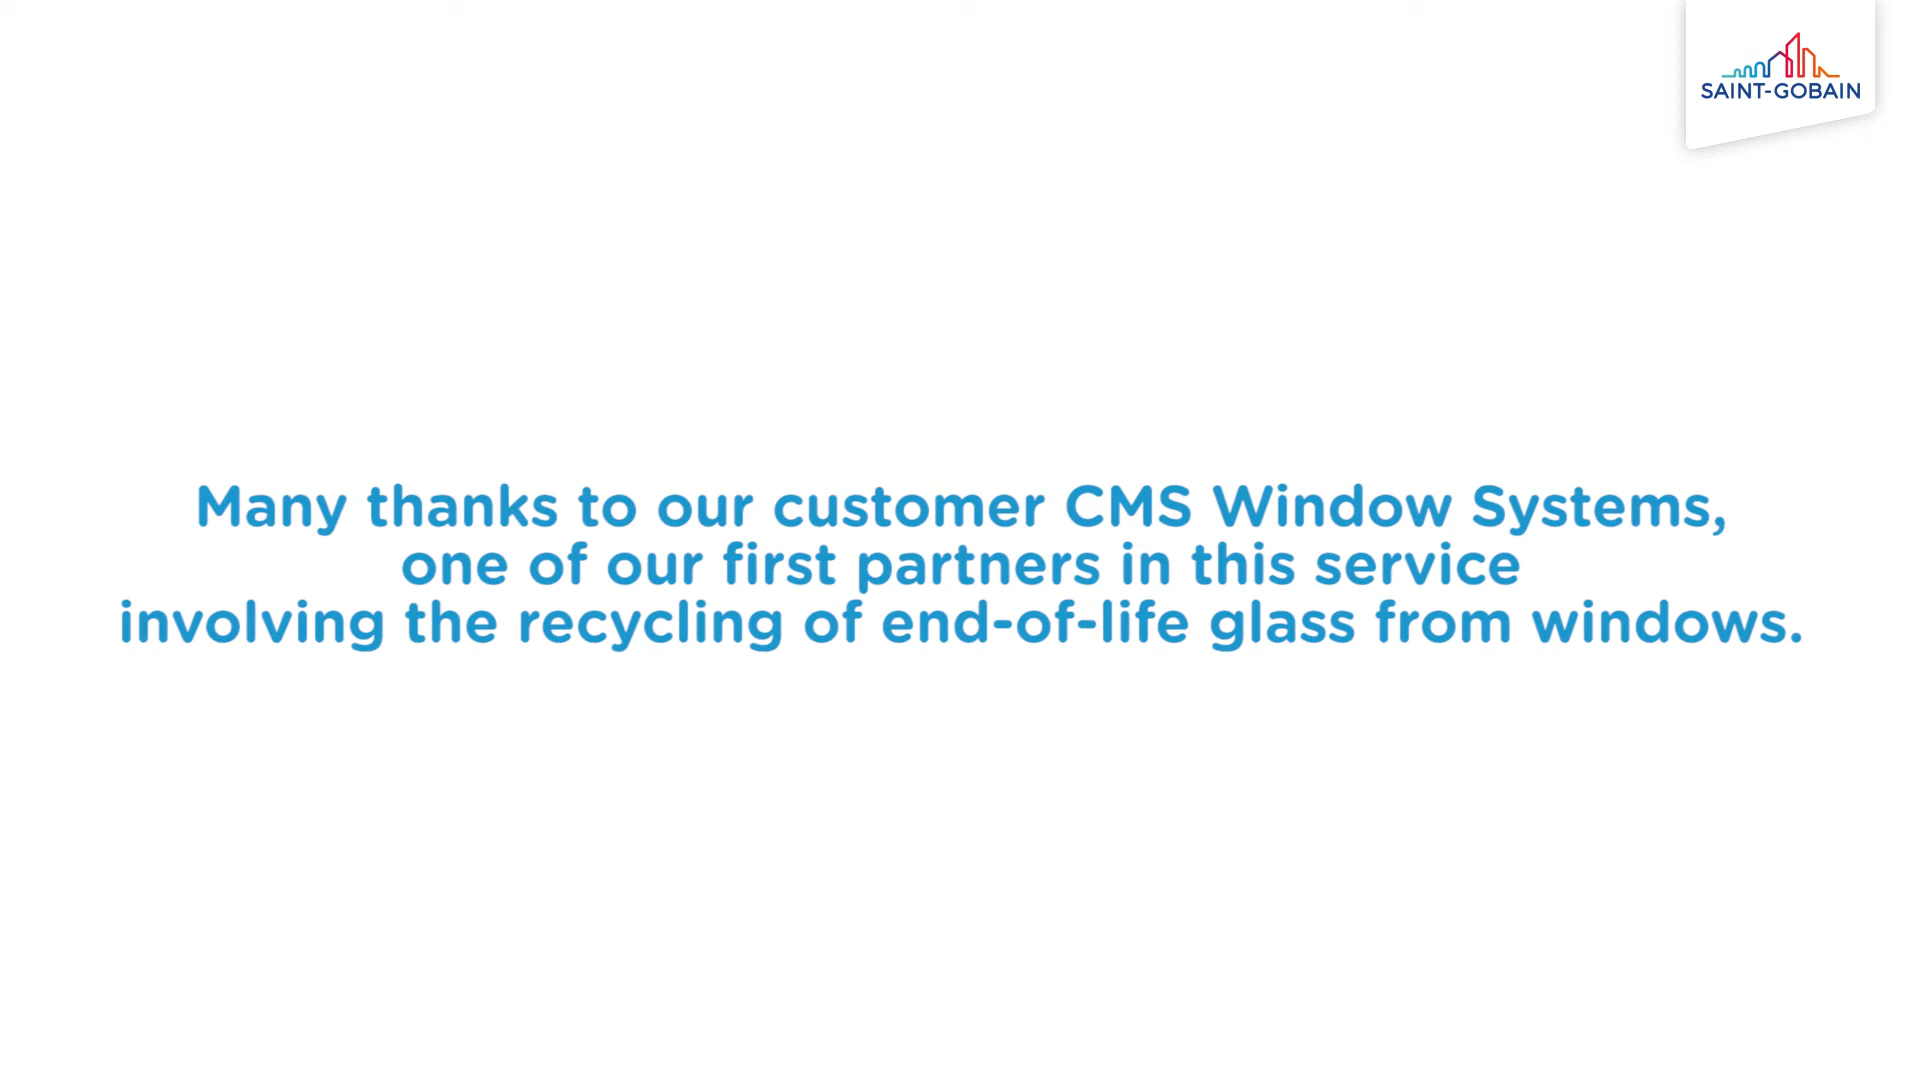 SAINT-GOBAIN
Many thanks to our customer CMS Window Systems,
one of our first partners in this service
involving the recycling of end-of-life glass from windows.